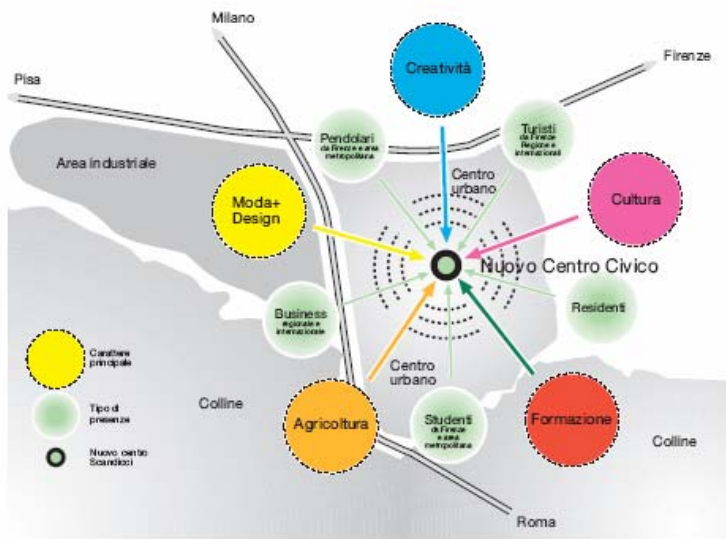 Milano
Creatività
Firenze
Pisa
Pendolari
da Firenze e area
metropolitana
Turisti
da Firenze
Regione e
internazionali
Area industriale
Centro
urbano
Moda+
Design
Cultura
Nuovo Centro Civico
Business
regionale e
internazionale
Residenti
Carattere
principale
Centro
urbano
Tipo di
presenze
Colline
Agricoltura
Studenti
da Firenze
e area
metropolitana
Formazione
Colline
Nuovo centro
Scandicci
Roma